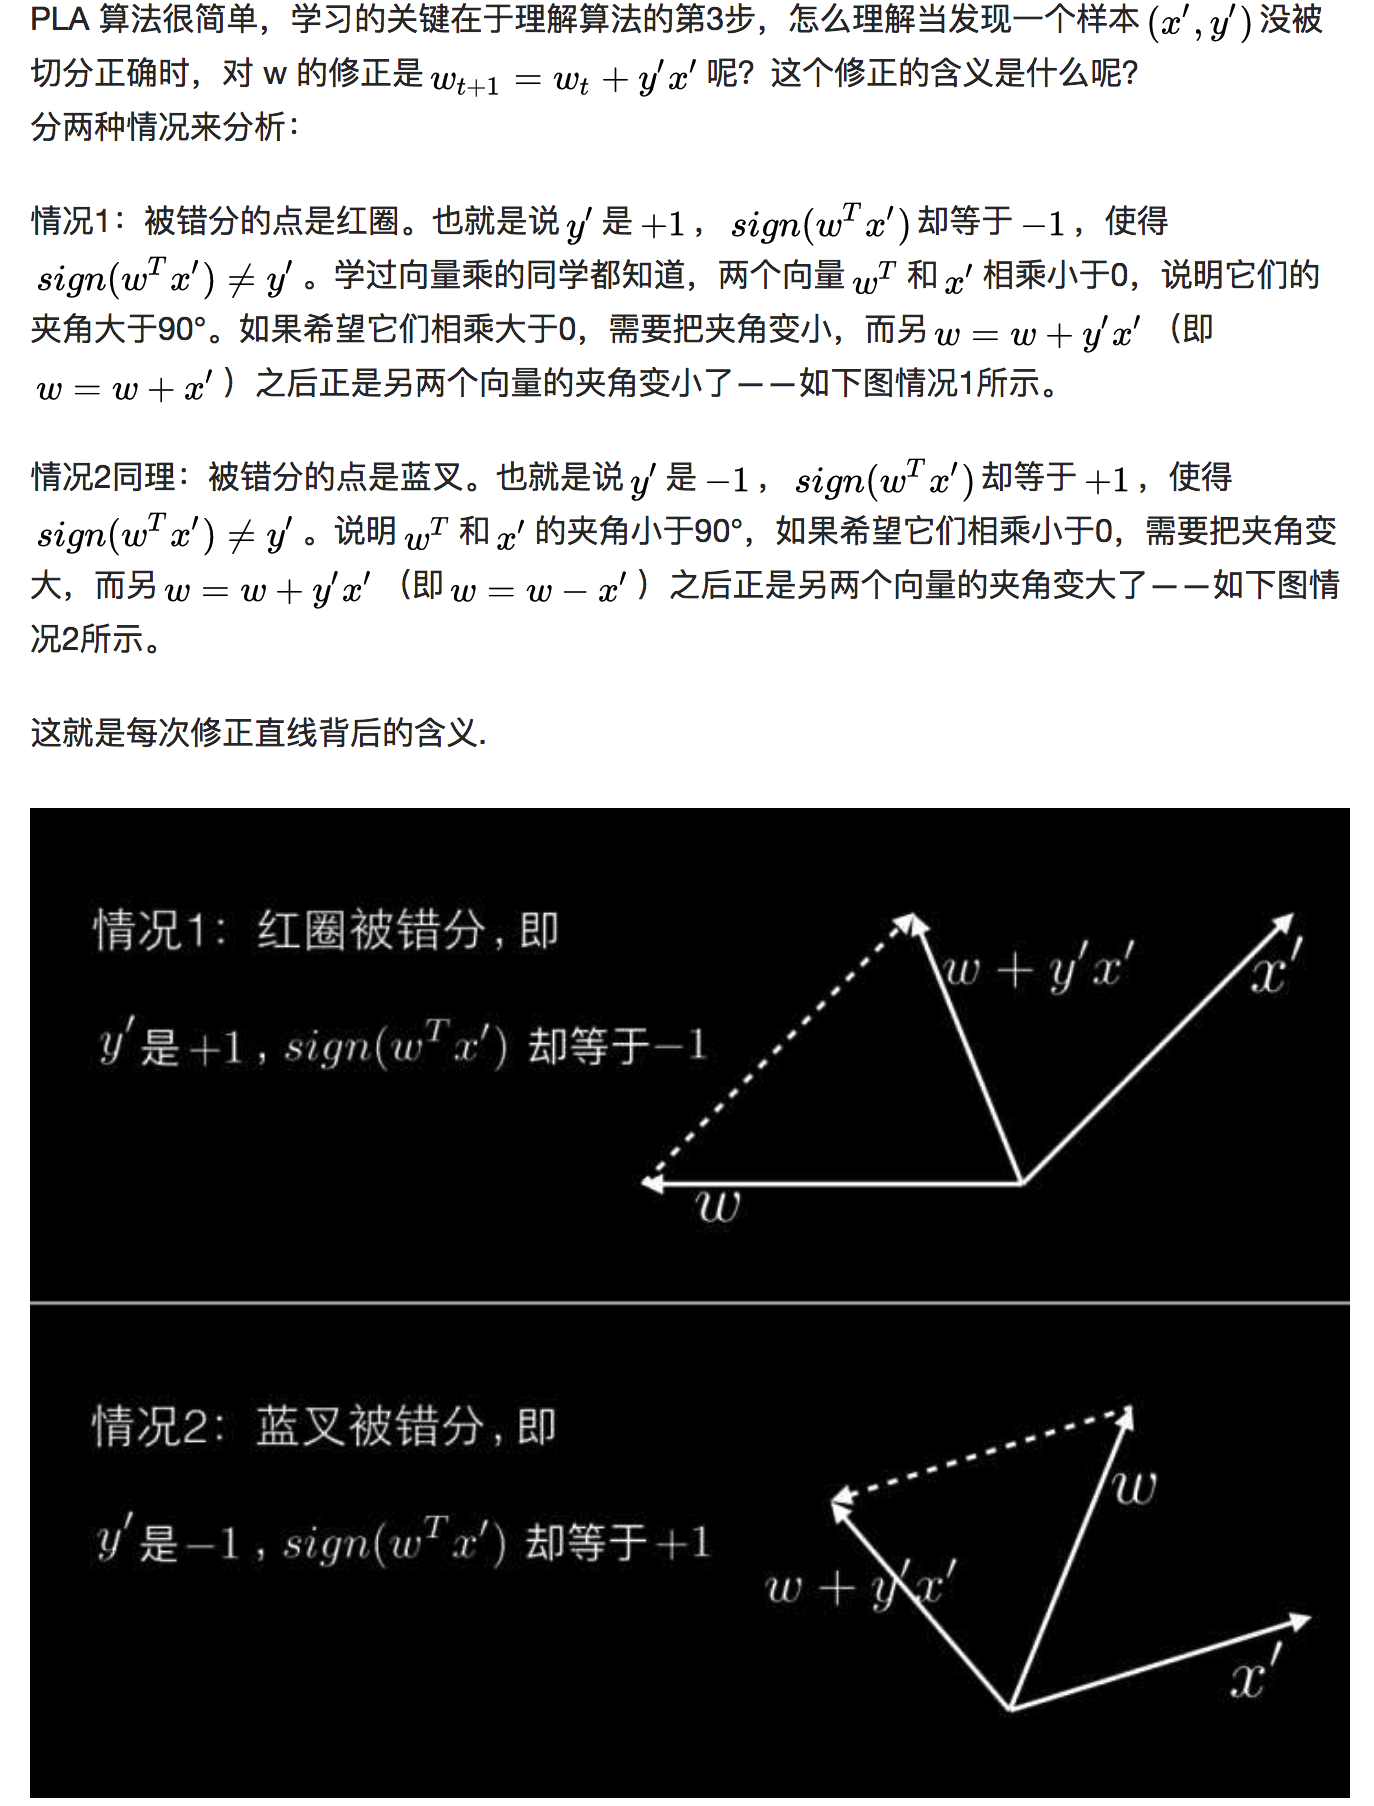 PLA 算法很简单，学习的关键在于理解算法的第3步，怎么理解当发现一个样本 (x′, y′) 没被
切分正确时，对 w 的修正是 wₜ₊₁ = wₜ + y′x′ 呢？这个修正的含义是什么呢？
分两种情况来分析：
情况1：被错分的点是红圈。也就是说 y′ 是 +1， sign(wᵀx′) 却等于 −1，使得
sign(wᵀx′) ≠ y′ 。学过向量乘的同学都知道，两个向量 wᵀ 和 x′ 相乘小于0，说明它们的
夹角大于90°。如果希望它们相乘大于0，需要把夹角变小，而另 w = w + y′x′ （即
w = w + x′ ）之后正是另两个向量的夹角变小了——如下图情况1所示。
情况2同理：被错分的点是蓝叉。也就是说 y′ 是 −1， sign(wᵀx′) 却等于 +1，使得
sign(wᵀx′) ≠ y′ 。说明 wᵀ 和 x′ 的夹角小于90°，如果希望它们相乘小于0，需要把夹角变
大，而另 w = w + y′x′ （即 w = w − x′ ）之后正是另两个向量的夹角变大了——如下图情
况2所示。
这就是每次修正直线背后的含义.
情况1：红圈被错分，即
y′是+1，sign(wᵀx′) 却等于−1
w + y′x′
x′
w
情况2：蓝叉被错分，即
y′是−1，sign(wᵀx′) 却等于+1
w
w + y′x′
x′